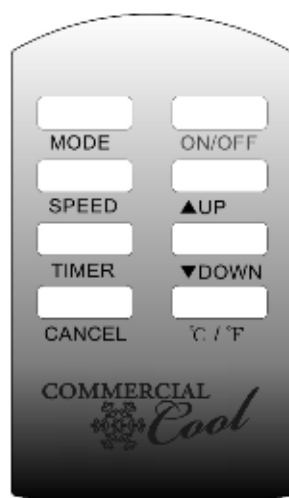 MODE ON/OFF
SPEED ▲UP
TIMER ▼DOWN
CANCEL °C / °F
COMMERCIAL
Cool